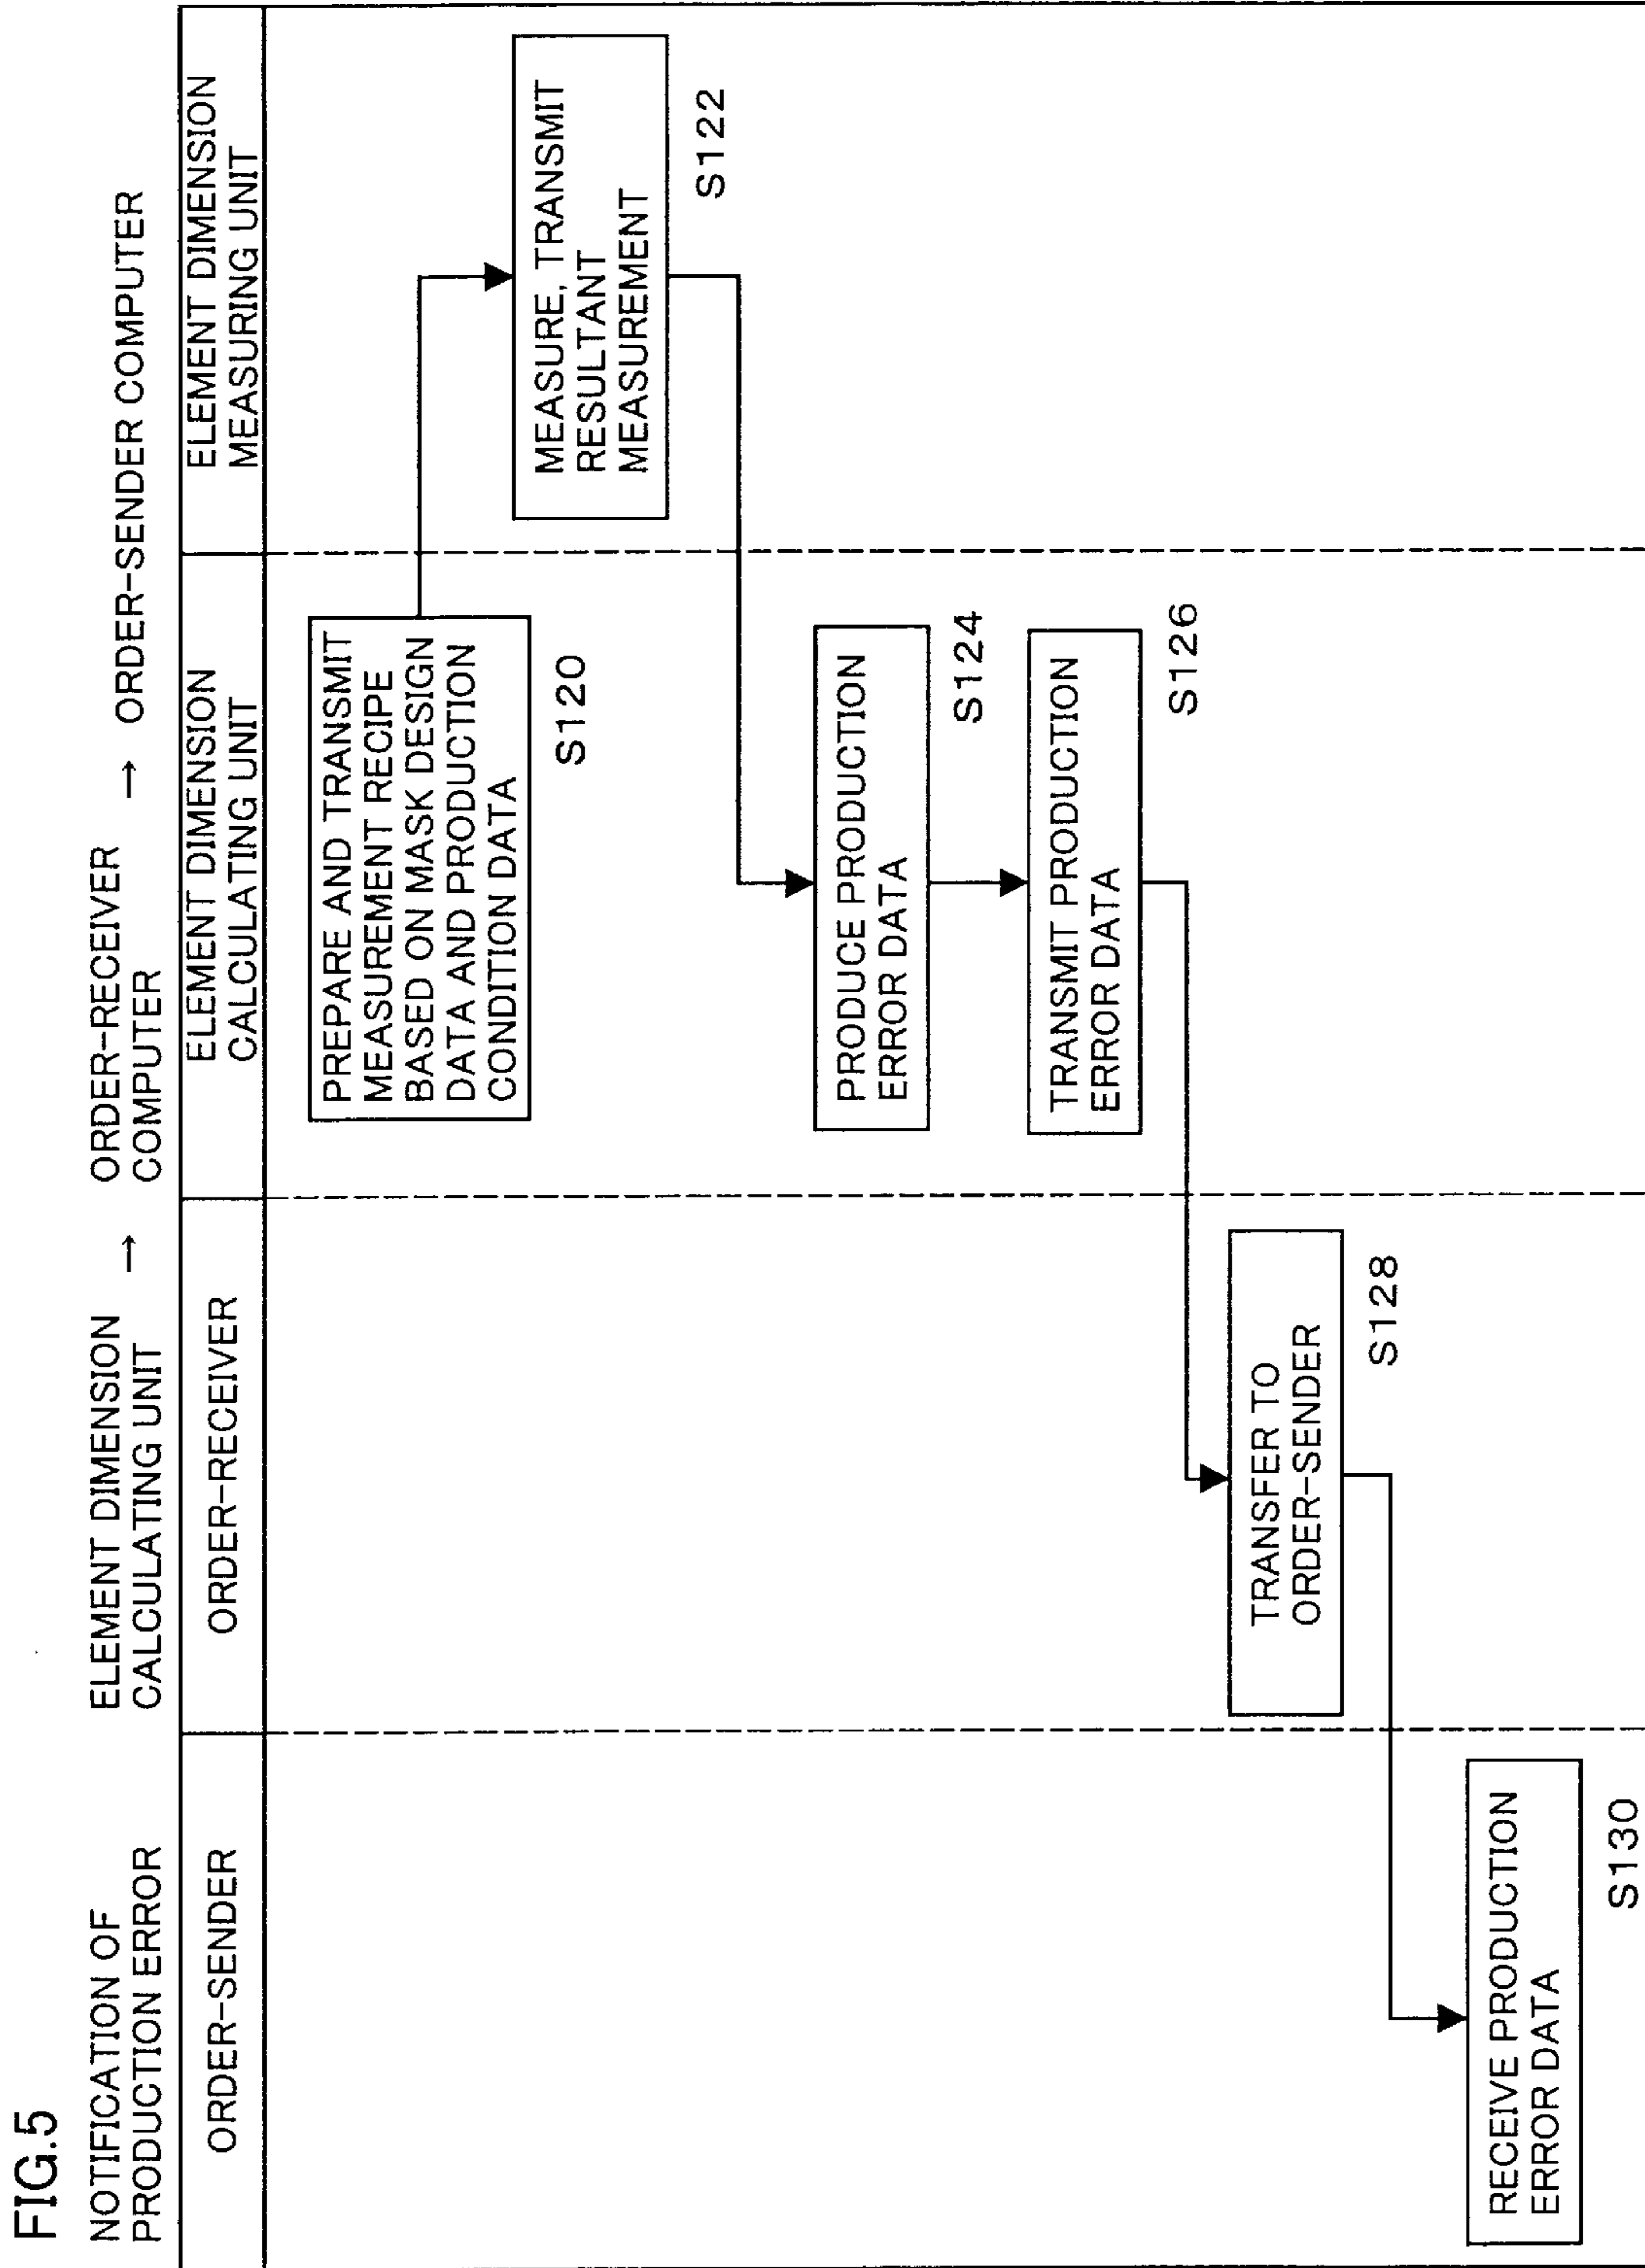 FIG.5
NOTIFICATION OF
PRODUCTION ERROR
ELEMENT DIMENSION
CALCULATING UNIT
→
ORDER-RECEIVER
COMPUTER
→
ORDER-SENDER COMPUTER
ORDER-SENDER
ORDER-RECEIVER
ELEMENT DIMENSION
CALCULATING UNIT
ELEMENT DIMENSION
MEASURING UNIT
PREPARE AND TRANSMIT
MEASUREMENT RECIPE
BASED ON MASK DESIGN
DATA AND PRODUCTION
CONDITION DATA
S120
MEASURE, TRANSMIT
RESULTANT
MEASUREMENT
S122
PRODUCE PRODUCTION
ERROR DATA
S124
TRANSMIT PRODUCTION
ERROR DATA
S126
TRANSFER TO
ORDER-SENDER
S128
RECEIVE PRODUCTION
ERROR DATA
S130